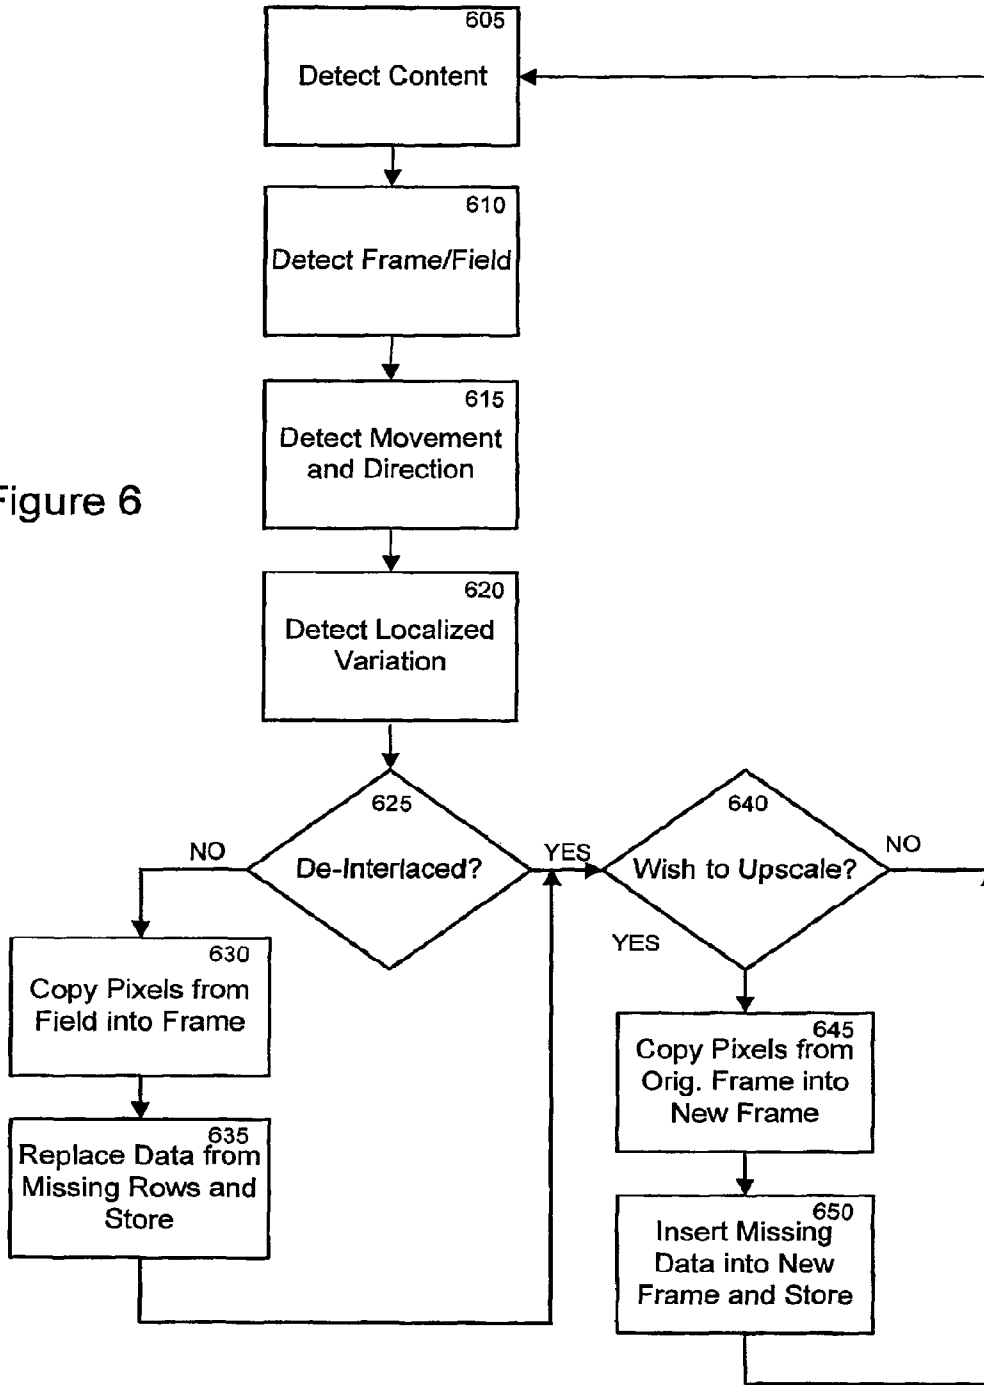 605
Detect Content
610
Detect Frame/Field
615
Detect Movement
and Direction
Figure 6
620
Detect Localized
Variation
625
De-Interlaced?
NO
YES
640
Wish to Upscale?
NO
YES
630
Copy Pixels from
Field into Frame
635
Replace Data from
Missing Rows and
Store
645
Copy Pixels from
Orig. Frame into
New Frame
650
Insert Missing
Data into New
Frame and Store